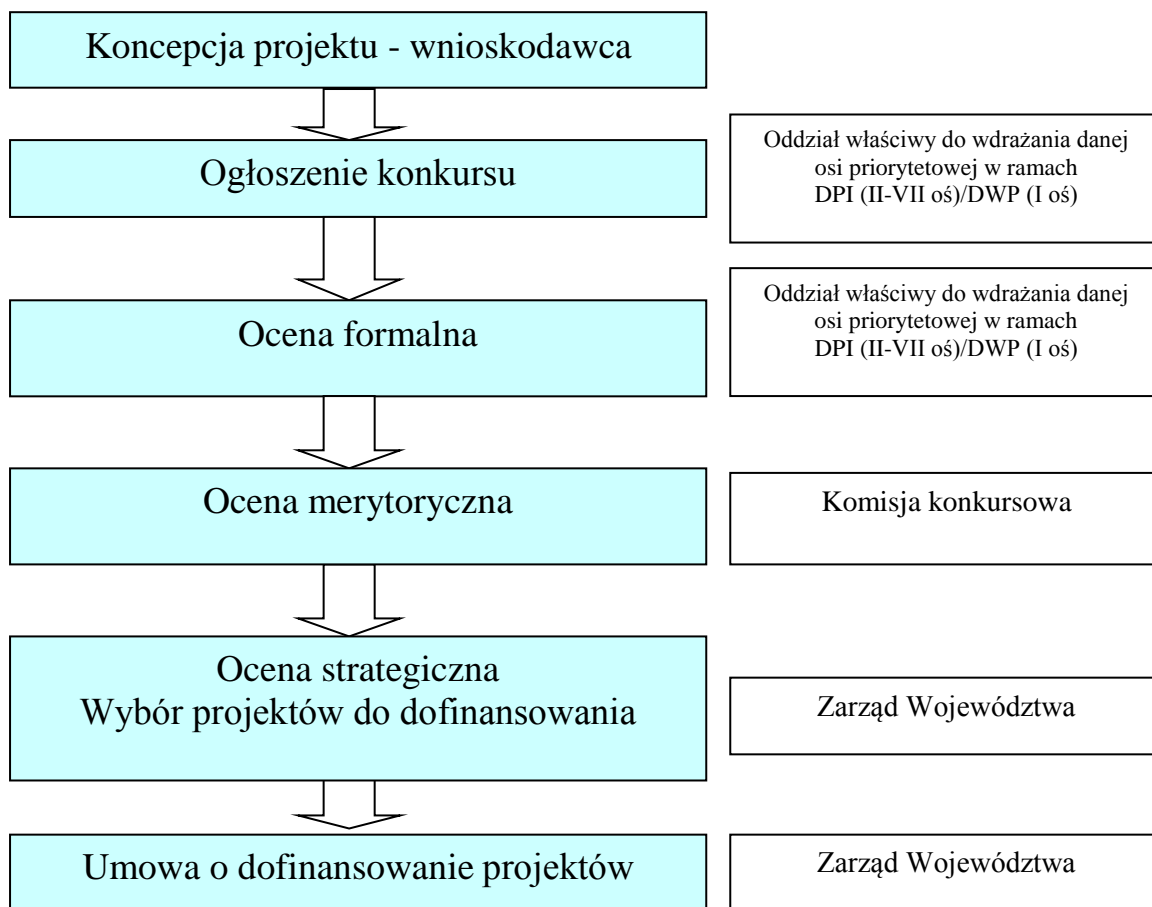 Koncepcja projektu - wnioskodawca
Ogłoszenie konkursu
Oddział właściwy do wdrażania danej
osi priorytetowej w ramach
DPI (II-VII oś)/DWP (I oś)
Ocena formalna
Oddział właściwy do wdrażania danej
osi priorytetowej w ramach
DPI (II-VII oś)/DWP (I oś)
Ocena merytoryczna
Komisja konkursowa
Ocena strategiczna
Wybór projektów do dofinansowania
Zarząd Województwa
Umowa o dofinansowanie projektów
Zarząd Województwa